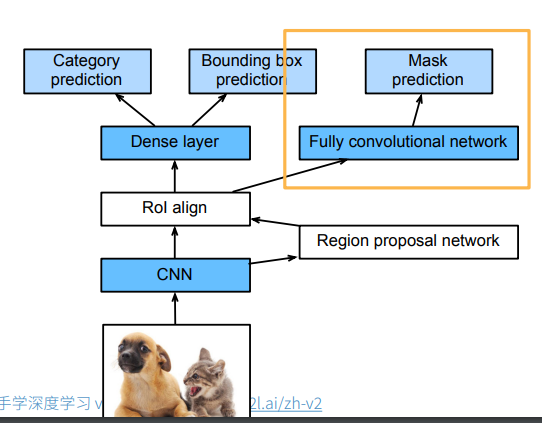 Category
prediction
Bounding box
prediction
Mask
prediction
Dense layer
Fully convolutional network
RoI align
Region proposal network
CNN
手学深度学习 v
2l.ai/zh-v2